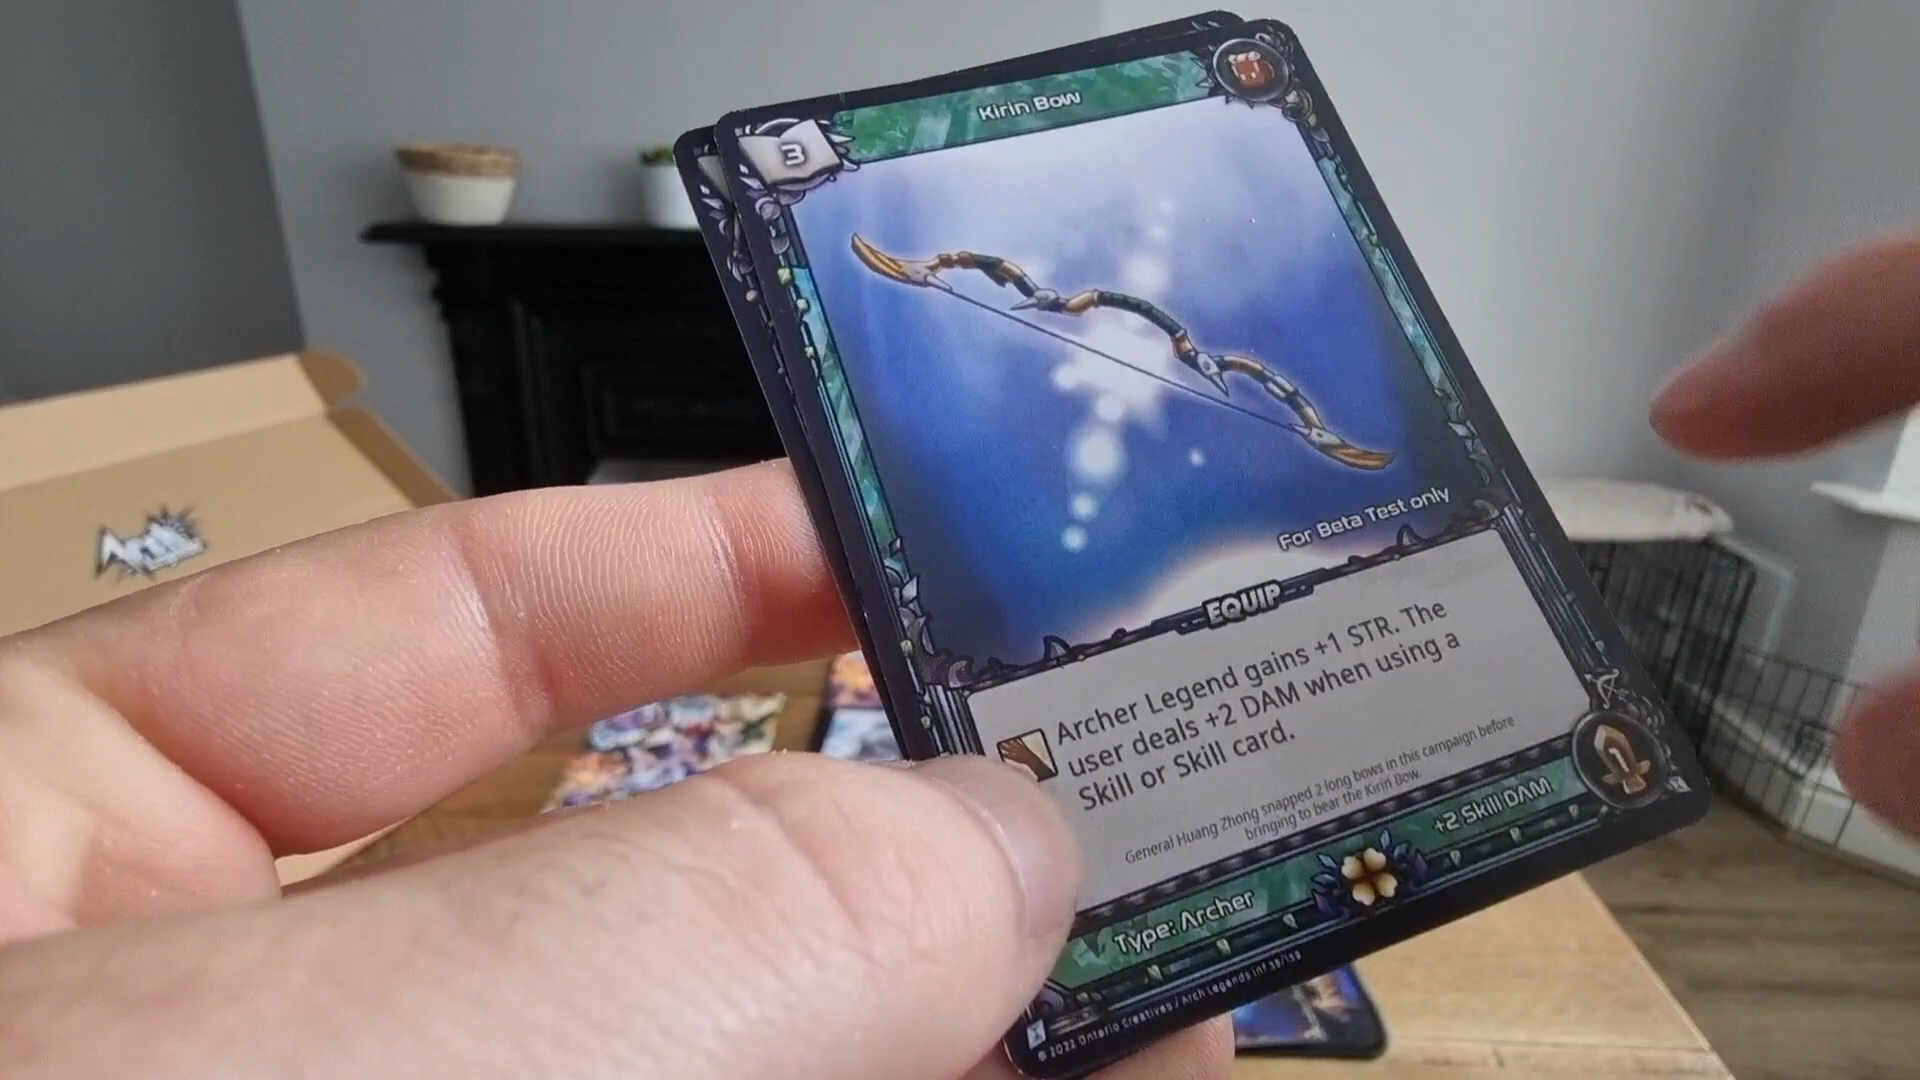 Kirin Bow
3
For Beta Test only
EQUIP
Archer Legend gains +1 STR. The
user deals +2 DAM when using a
Skill or Skill card.
General Huang Zhong snapped 2 long bows in this campaign before
bringing to bear the Kirin Bow.
1
+2 Skill DAM
Type: Archer
© 2022 Ontario Creatives / Arch Legends